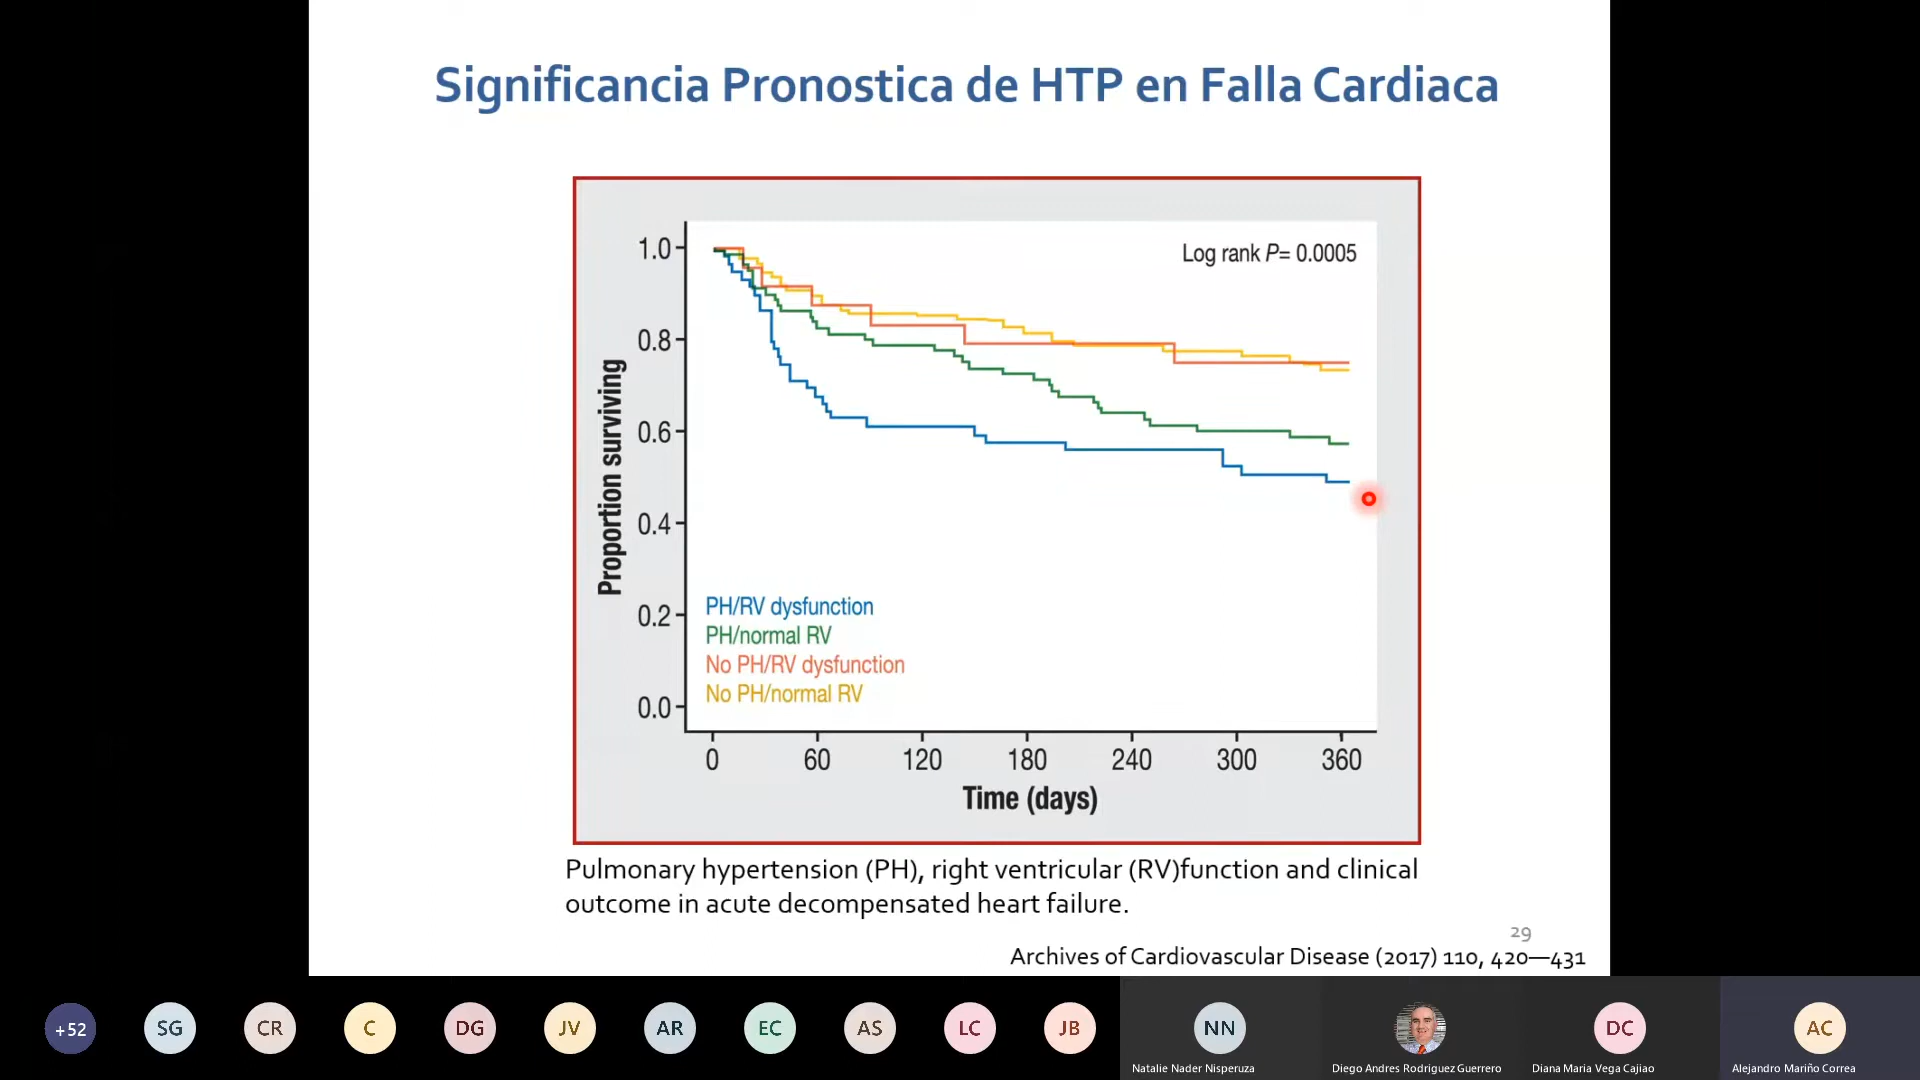 Significancia Pronostica de HTP en Falla Cardiaca
Log rank P= 0.0005
Proportion surviving
1.0
0.8
0.6
0.4
0.2
0.0
PH/RV dysfunction
PH/normal RV
No PH/RV dysfunction
No PH/normal RV
0 60 120 180 240 300 360
Time (days)
Pulmonary hypertension (PH), right ventricular (RV)function and clinical
outcome in acute decompensated heart failure.
29
Archives of Cardiovascular Disease (2017) 110, 420—431
+52 SG CR C DG JV AR EC AS LC JB NN DC AC
Natalie Nader Nisperuza Diego Andres Rodriguez Guerrero Diana Maria Vega Cajiao Alejandro Mariño Correa